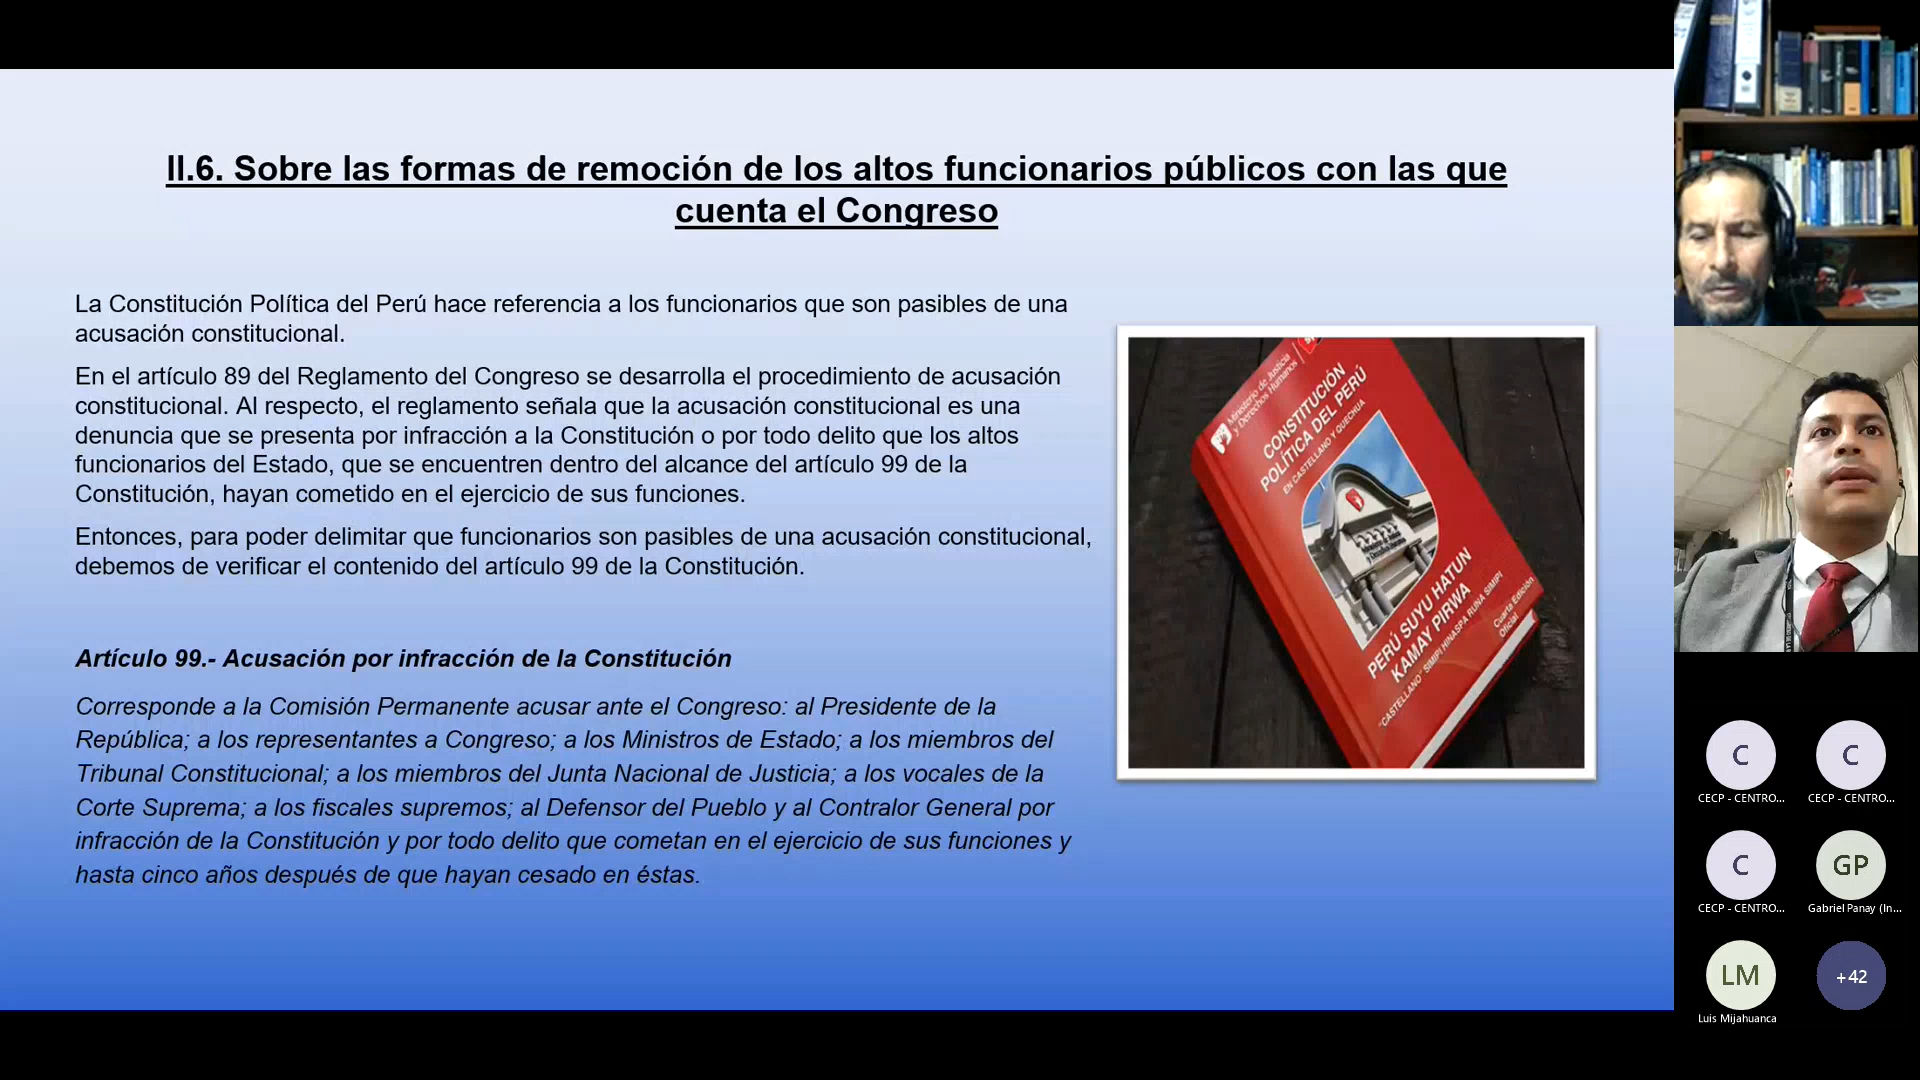 II.6. Sobre las formas de remoción de los altos funcionarios públicos con las que
cuenta el Congreso
La Constitución Política del Perú hace referencia a los funcionarios que son pasibles de una
acusación constitucional.
En el artículo 89 del Reglamento del Congreso se desarrolla el procedimiento de acusación
constitucional. Al respecto, el reglamento señala que la acusación constitucional es una
denuncia que se presenta por infracción a la Constitución o por todo delito que los altos
funcionarios del Estado, que se encuentren dentro del alcance del artículo 99 de la
Constitución, hayan cometido en el ejercicio de sus funciones.
Entonces, para poder delimitar que funcionarios son pasibles de una acusación constitucional,
debemos de verificar el contenido del artículo 99 de la Constitución.
Artículo 99.- Acusación por infracción de la Constitución
Corresponde a la Comisión Permanente acusar ante el Congreso: al Presidente de la
República; a los representantes a Congreso; a los Ministros de Estado; a los miembros del
Tribunal Constitucional; a los miembros del Junta Nacional de Justicia; a los vocales de la
Corte Suprema; a los fiscales supremos; al Defensor del Pueblo y al Contralor General por
infracción de la Constitución y por todo delito que cometan en el ejercicio de sus funciones y
hasta cinco años después de que hayan cesado en éstas.
Ministerio de Justicia
y Derechos Humanos
CONSTITUCIÓN
POLÍTICA DEL PERÚ
EN CASTELLANO Y QUECHUA
PERÚ SUYU HATUN
KAMAY PIRWA
"CASTELLANO" SIMIPI HINASPA RUNA SIMIPI
Cuarta Edición
Oficial
C
CECP - CENTRO...
C
CECP - CENTRO...
C
CECP - CENTRO...
GP
Gabriel Panay (In...
LM
Luis Mijahuanca
+42